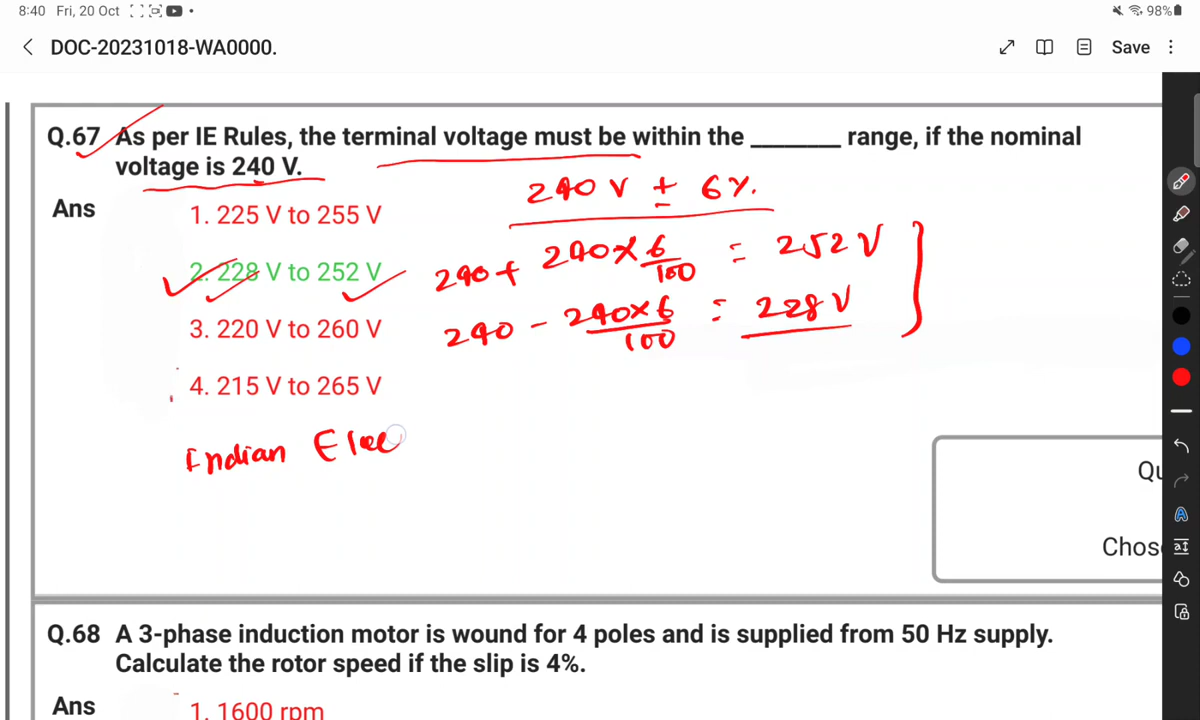 8:40 Fri, 20 Oct
98%
DOC-20231018-WA0000.
Save
Q.67 As per IE Rules, the terminal voltage must be within the ________ range, if the nominal
voltage is 240 V.
240 V ± 6%.
Ans
1. 225 V to 255 V
240 + 240×6/100 = 252 V
2. 228 V to 252 V
240 - 240×6/100 = 228 V
3. 220 V to 260 V
4. 215 V to 265 V
Indian Elec
Chos
Q.68 A 3-phase induction motor is wound for 4 poles and is supplied from 50 Hz supply.
Calculate the rotor speed if the slip is 4%.
Ans
1. 1600 rpm